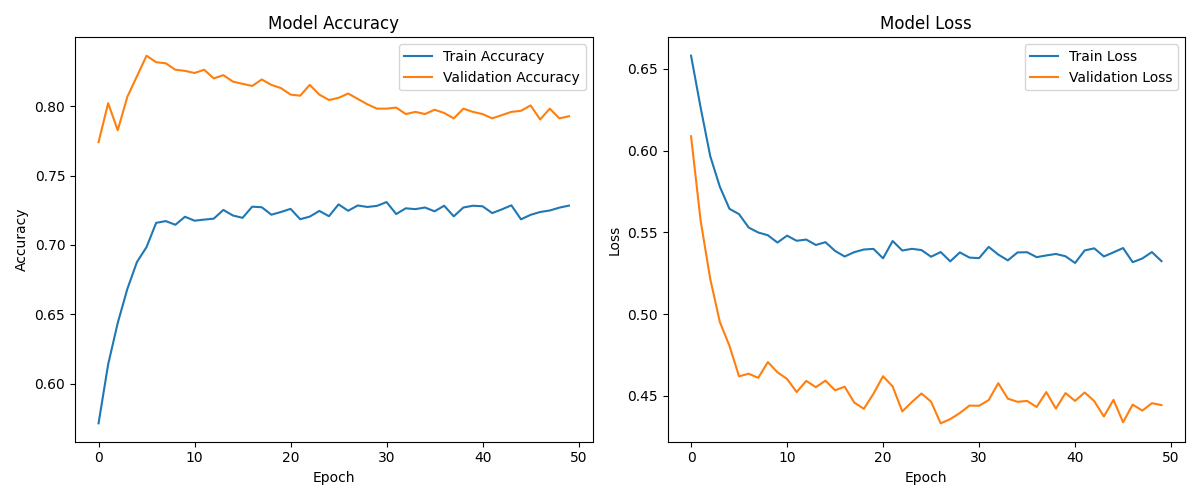 Model Accuracy
Train Accuracy
Validation Accuracy
Accuracy
0.80
0.75
0.70
0.65
0.60
0 10 20 30 40 50
Epoch
Model Loss
Train Loss
Validation Loss
Loss
0.65
0.60
0.55
0.50
0.45
0 10 20 30 40 50
Epoch